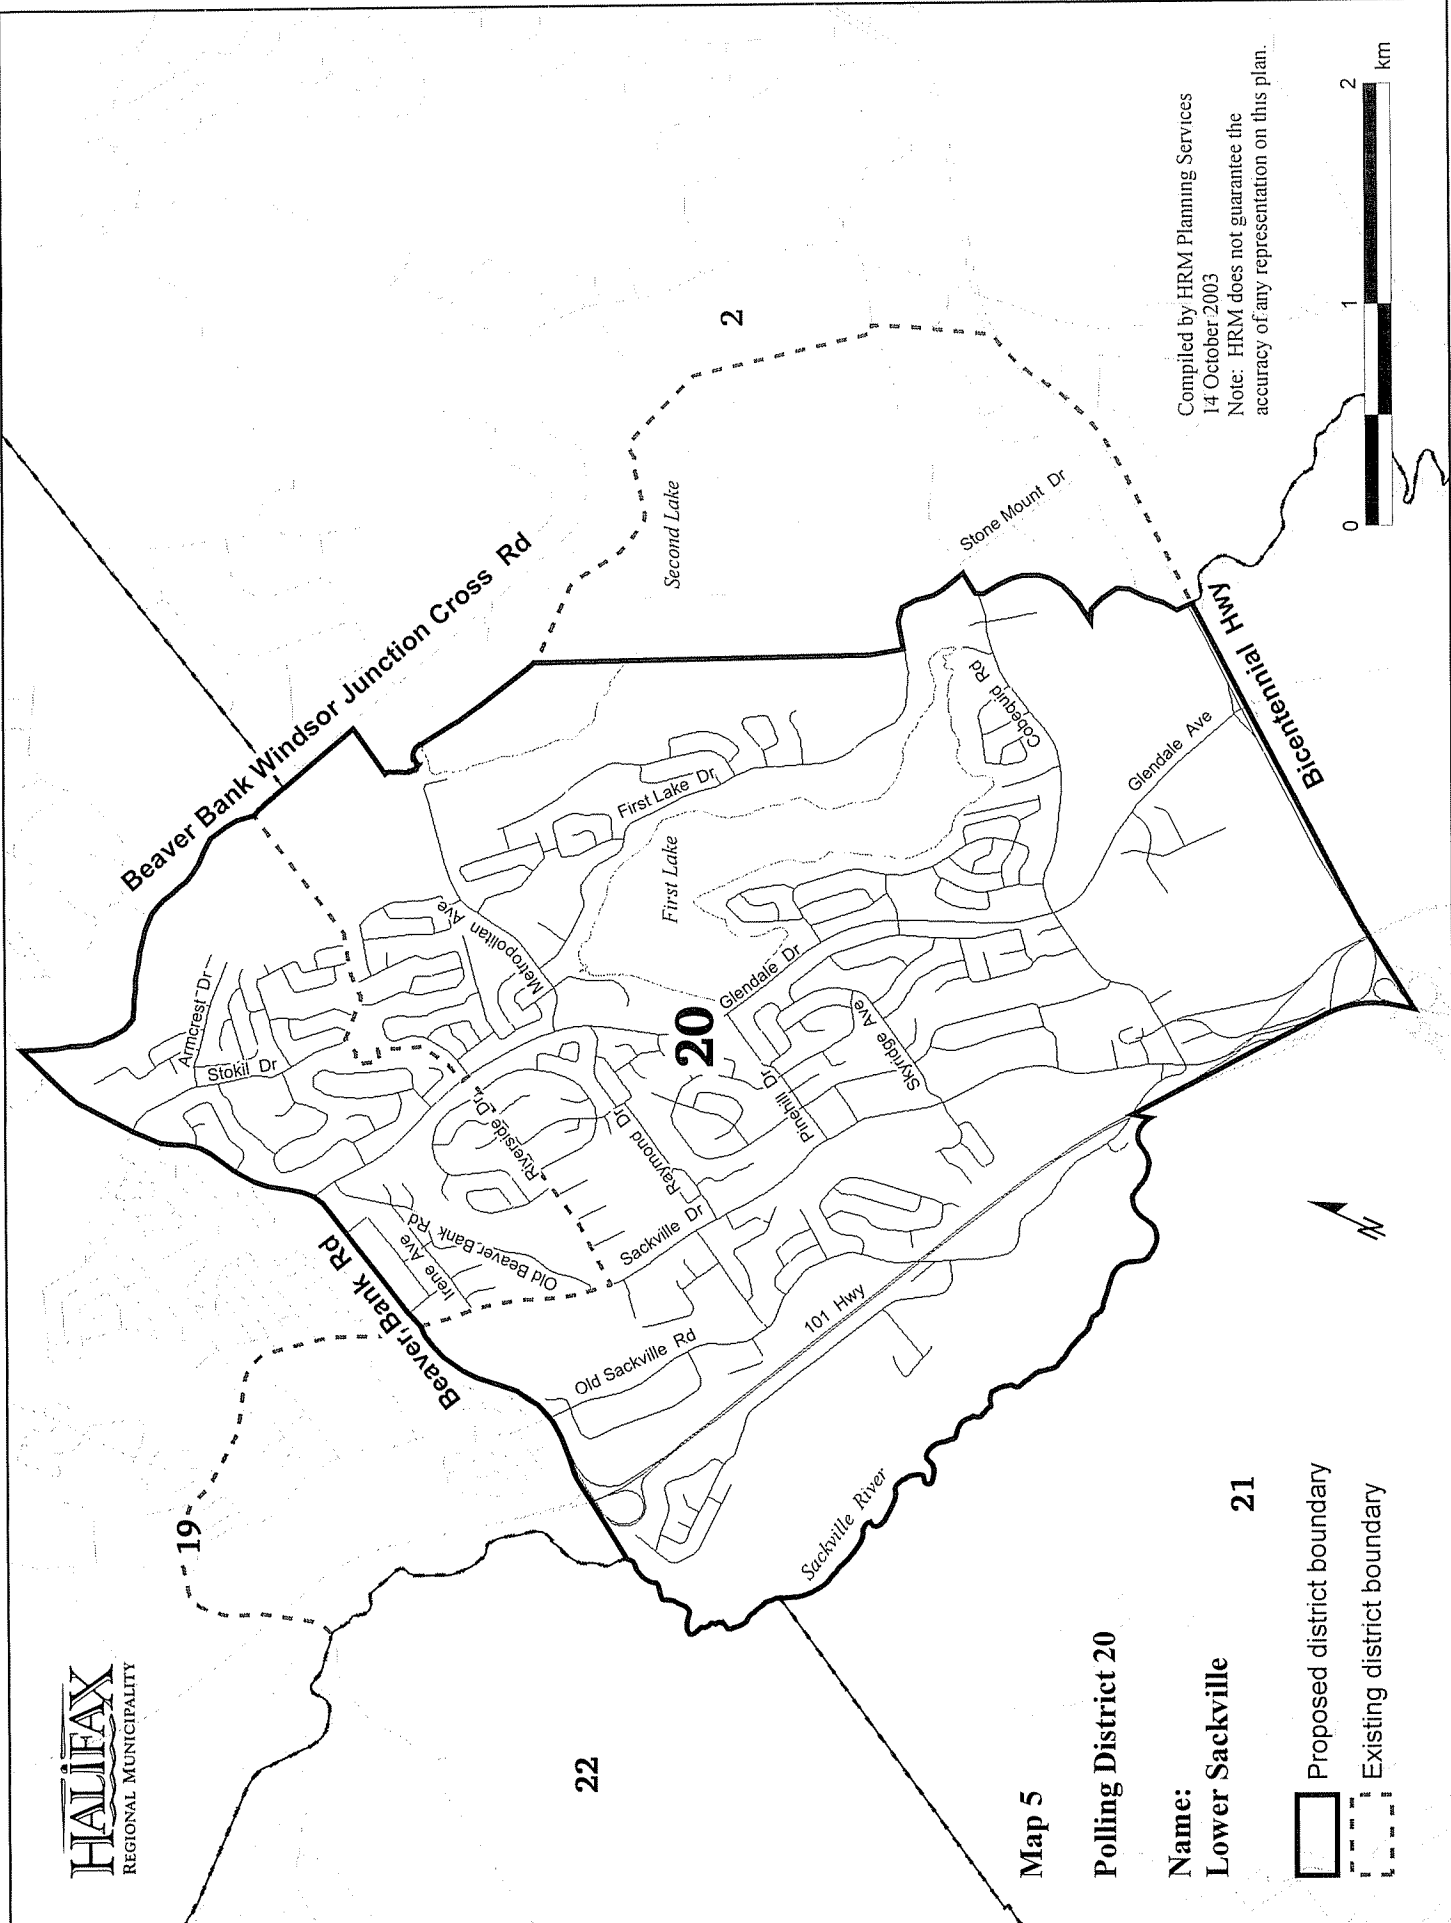 HALIFAX
REGIONAL MUNICIPALITY
Beaver Bank Windsor Junction Cross Rd
Beaver Bank Rd
Bicentennial Hwy
Armcrest Dr
Stokil Dr
Metropolitan Ave
First Lake Dr
First Lake
Second Lake
Stone Mount Dr
Cobequid Rd
Glendale Ave
Glendale Dr
Skyridge Ave
Pinehill Dr
Raymond Dr
Riverside Dr
Sackville Dr
Old Beaver Bank Rd
Irene Ave
Old Sackville Rd
101 Hwy
Sackville River
19
20
2
22
21
N
Map 5
Polling District 20
Name:
Lower Sackville
Proposed district boundary
Existing district boundary
Compiled by HRM Planning Services
14 October 2003
Note: HRM does not guarantee the
accuracy of any representation on this plan.
0 1 2
km